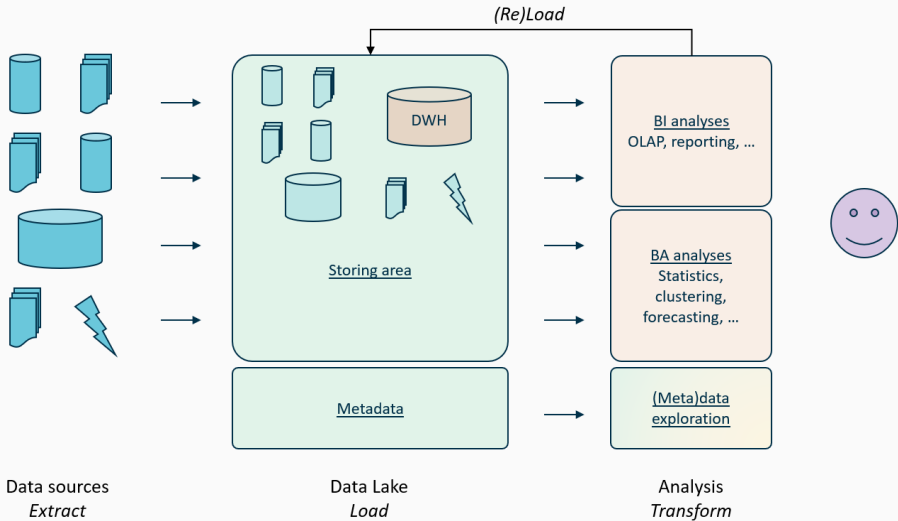 (Re)Load
DWH
Storing area
Metadata
BI analyses
OLAP, reporting, ...
BA analyses
Statistics,
clustering,
forecasting, ...
(Meta)data
exploration
Data sources
Extract
Data Lake
Load
Analysis
Transform